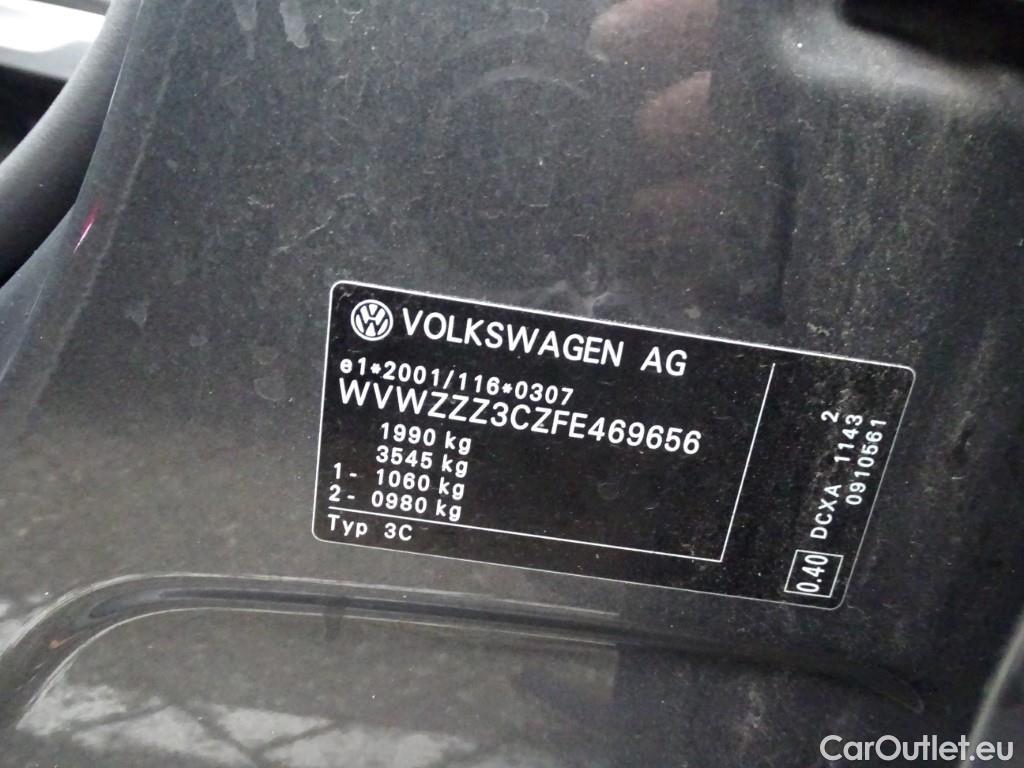 VOLKSWAGEN AG
e1*2001/116*0307
WVWZZZ3CZFE469656
1990 kg
3545 kg
1- 1060 kg
2- 0980 kg
Typ 3C
0.40 DCXA 1143 2
0910561
CarOutlet.eu